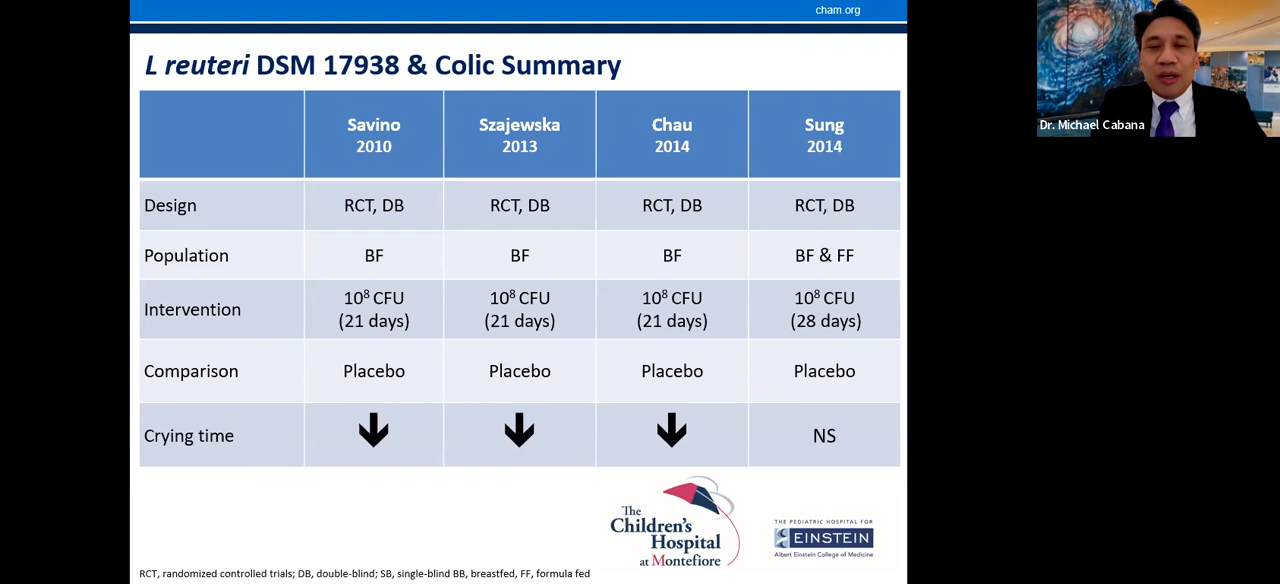 cham.org
L reuteri DSM 17938 & Colic Summary
Savino 2010 Szajewska 2013 Chau 2014 Sung 2014
Design RCT, DB RCT, DB RCT, DB RCT, DB
Population BF BF BF BF & FF
Intervention 10⁸ CFU (21 days) 10⁸ CFU (21 days) 10⁸ CFU (21 days) 10⁸ CFU (28 days)
Comparison Placebo Placebo Placebo Placebo
Crying time NS
The
Children's
Hospital
at Montefiore
THE PEDIATRIC HOSPITAL FOR
EINSTEIN
Albert Einstein College of Medicine
RCT, randomized controlled trials; DB, double-blind; SB, single-blind BB, breastfed, FF, formula fed
Dr. Michael Cabana